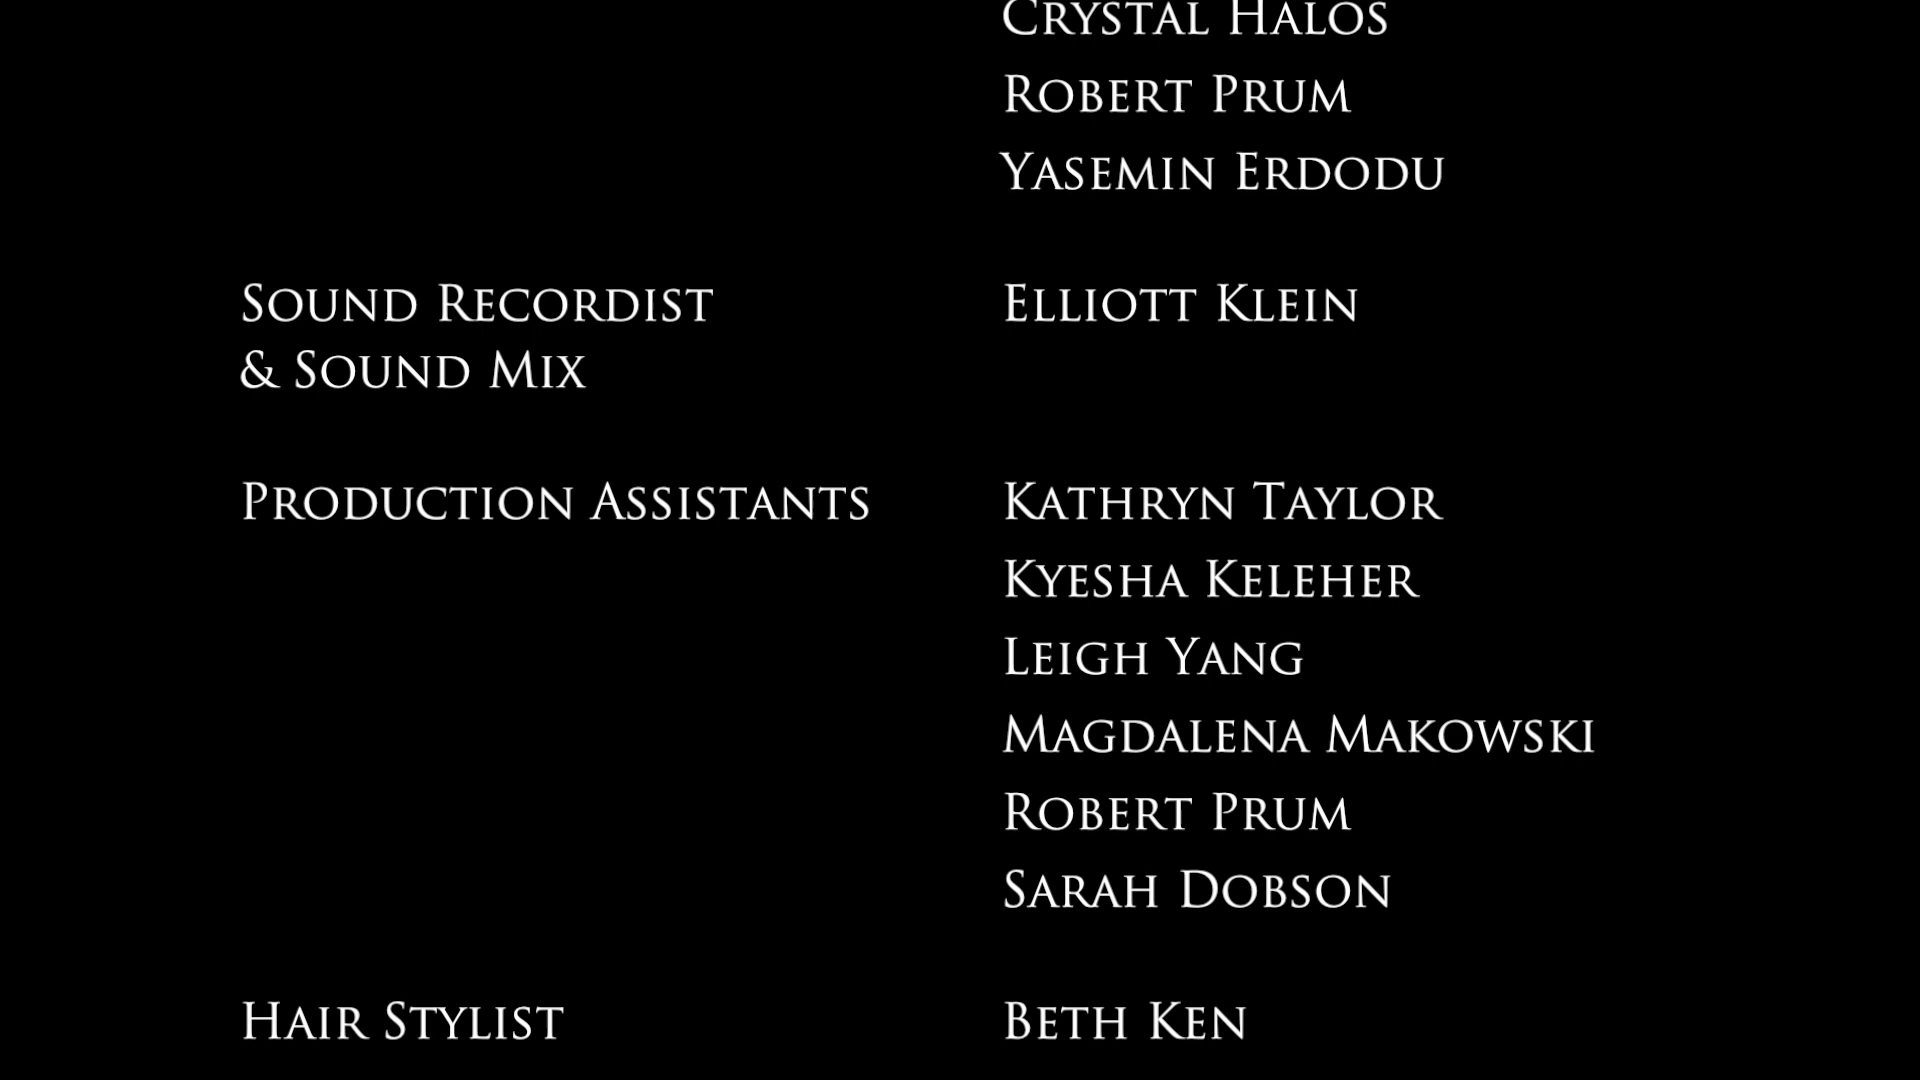 Crystal Halos
Robert Prum
Yasemin Erdodu
Sound Recordist
& Sound Mix
Elliott Klein
Production Assistants
Kathryn Taylor
Kyesha Keleher
Leigh Yang
Magdalena Makowski
Robert Prum
Sarah Dobson
Hair Stylist
Beth Ken